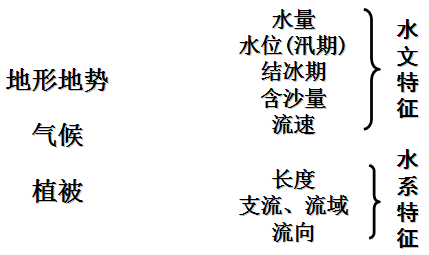 地形地势
气候
植被
水量
水位(汛期)
结冰期
含沙量
流速
水文特征
长度
支流、流域
流向
水系特征